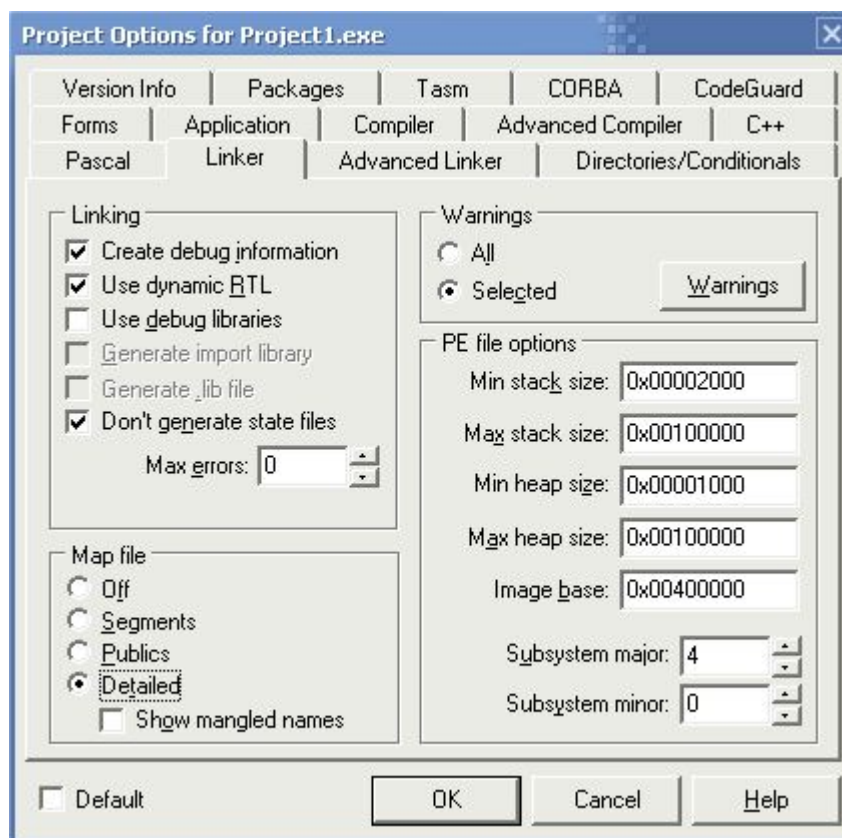 Project Options for Project1.exe
Version Info Packages Tasm CORBA CodeGuard
Forms Application Compiler Advanced Compiler C++
Pascal Linker Advanced Linker Directories/Conditionals
Linking
Create debug information
Use dynamic RTL
Use debug libraries
Generate import library
Generate .lib file
Don't generate state files
Max errors: 0
Map file
Off
Segments
Publics
Detailed
Show mangled names
Warnings
All
Selected Warnings
PE file options
Min stack size: 0x00002000
Max stack size: 0x00100000
Min heap size: 0x00001000
Max heap size: 0x00100000
Image base: 0x00400000
Subsystem major: 4
Subsystem minor: 0
Default OK Cancel Help